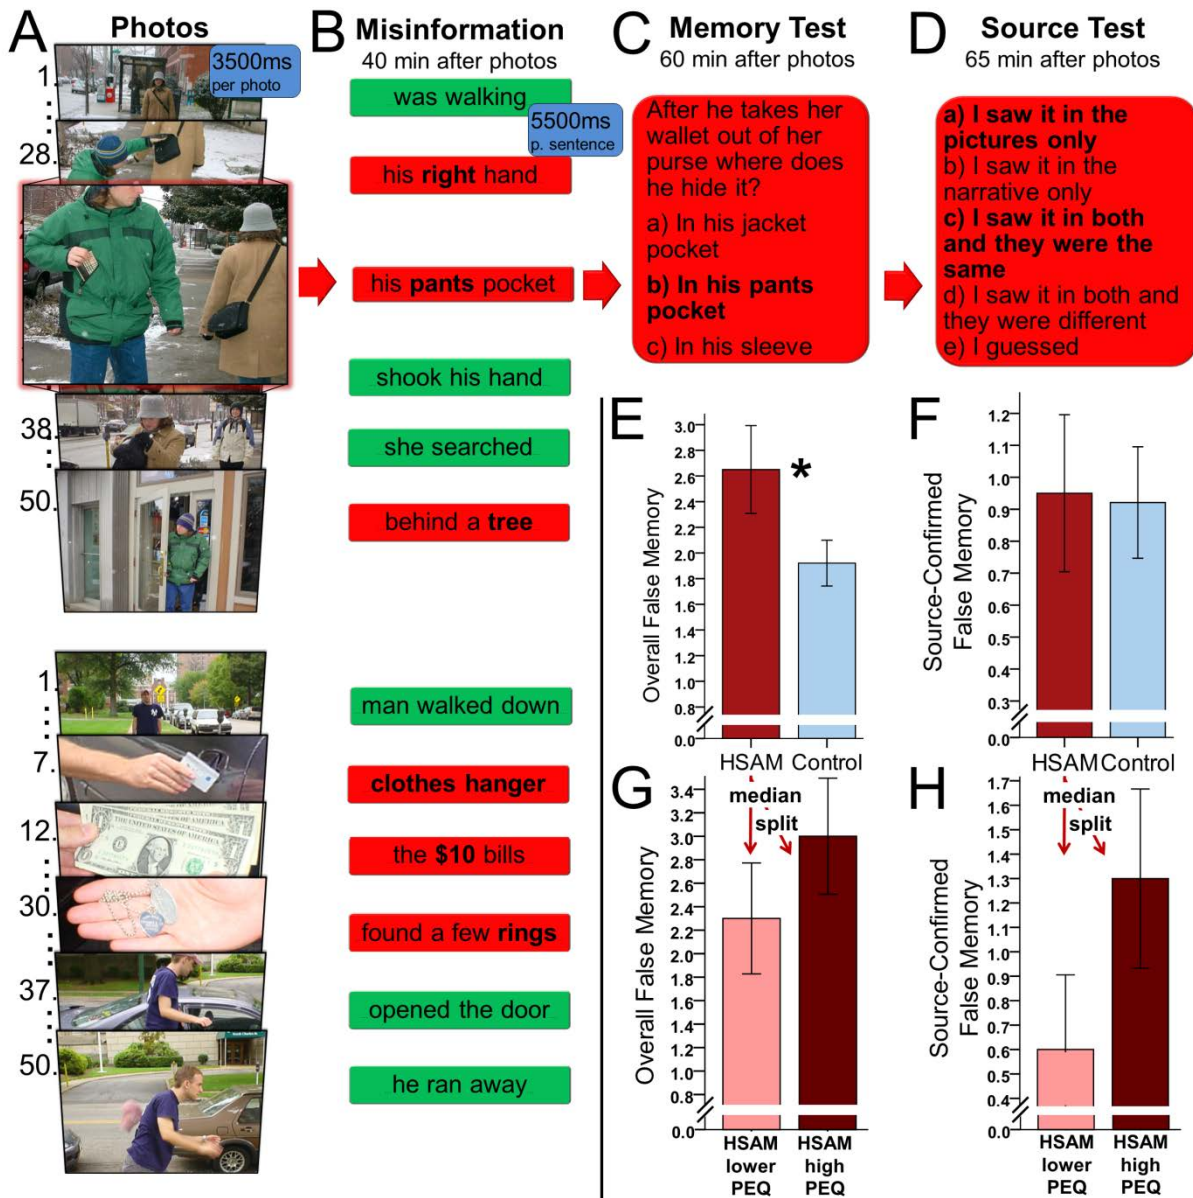 A
Photos
3500ms
per photo
1.
28.
38.
50.
1.
7.
12.
30.
37.
50.
B
Misinformation
40 min after photos
was walking
5500ms
p. sentence
his right hand
his pants pocket
shook his hand
she searched
behind a tree
man walked down
clothes hanger
the $10 bills
found a few rings
opened the door
he ran away
C
Memory Test
60 min after photos
After he takes her
wallet out of her
purse where does
he hide it?
a) In his jacket
pocket
b) In his pants
pocket
c) In his sleeve
D
Source Test
65 min after photos
a) I saw it in the
pictures only
b) I saw it in the
narrative only
c) I saw it in both
and they were the
same
d) I saw it in both and
they were different
e) I guessed
E
Overall False Memory
3.0
2.8
2.6
2.4
2.2
2.0
1.8
1.6
1.4
1.2
1.0
0.8
0.0
*
HSAM
Control
F
Source-Confirmed
False Memory
1.2
1.1
1.0
0.9
0.8
0.7
0.6
0.5
0.4
0.3
0.0
HSAM
Control
G
Overall False Memory
3.4
3.2
3.0
2.8
2.6
2.4
2.2
2.0
1.8
1.6
1.4
1.2
1.0
0.8
0.0
median
split
HSAM
lower
PEQ
HSAM
high
PEQ
H
Source-Confirmed
False Memory
1.7
1.6
1.5
1.4
1.3
1.2
1.1
1.0
0.9
0.8
0.7
0.6
0.5
0.4
0.0
median
split
HSAM
lower
PEQ
HSAM
high
PEQ